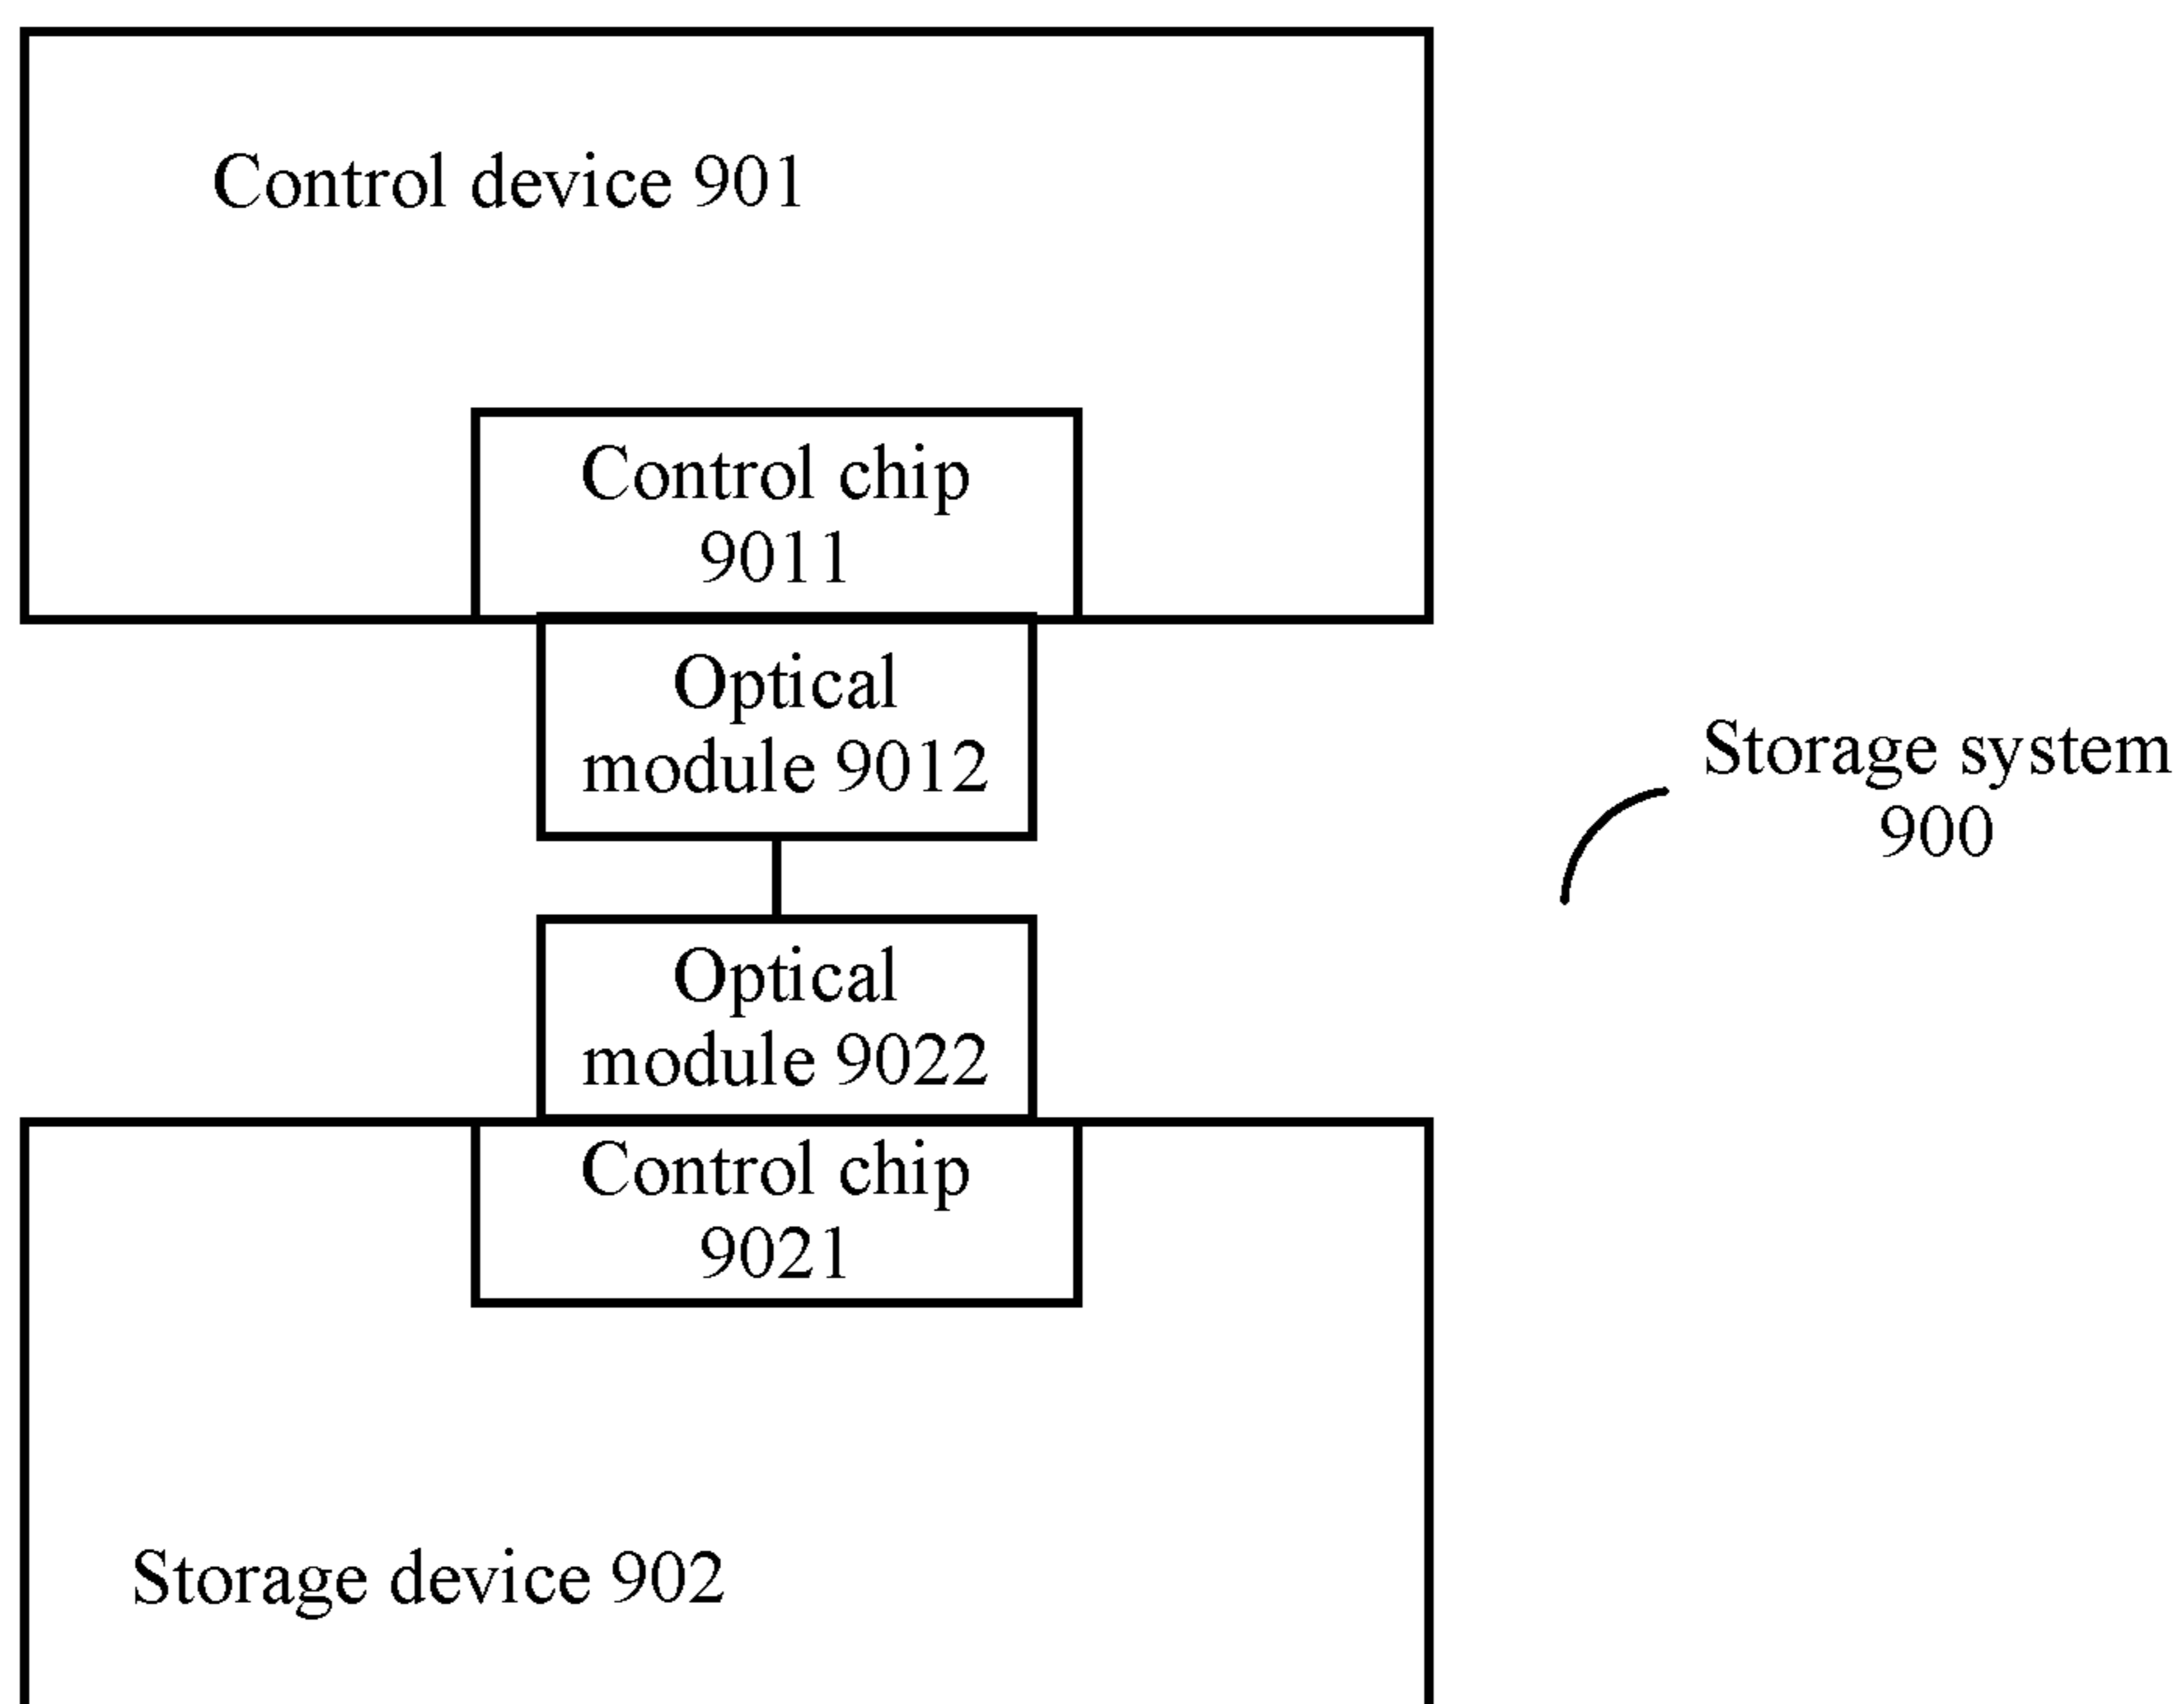 Control device 901
Control chip
9011
Optical
module 9012
Storage system
900
Optical
module 9022
Control chip
9021
Storage device 902